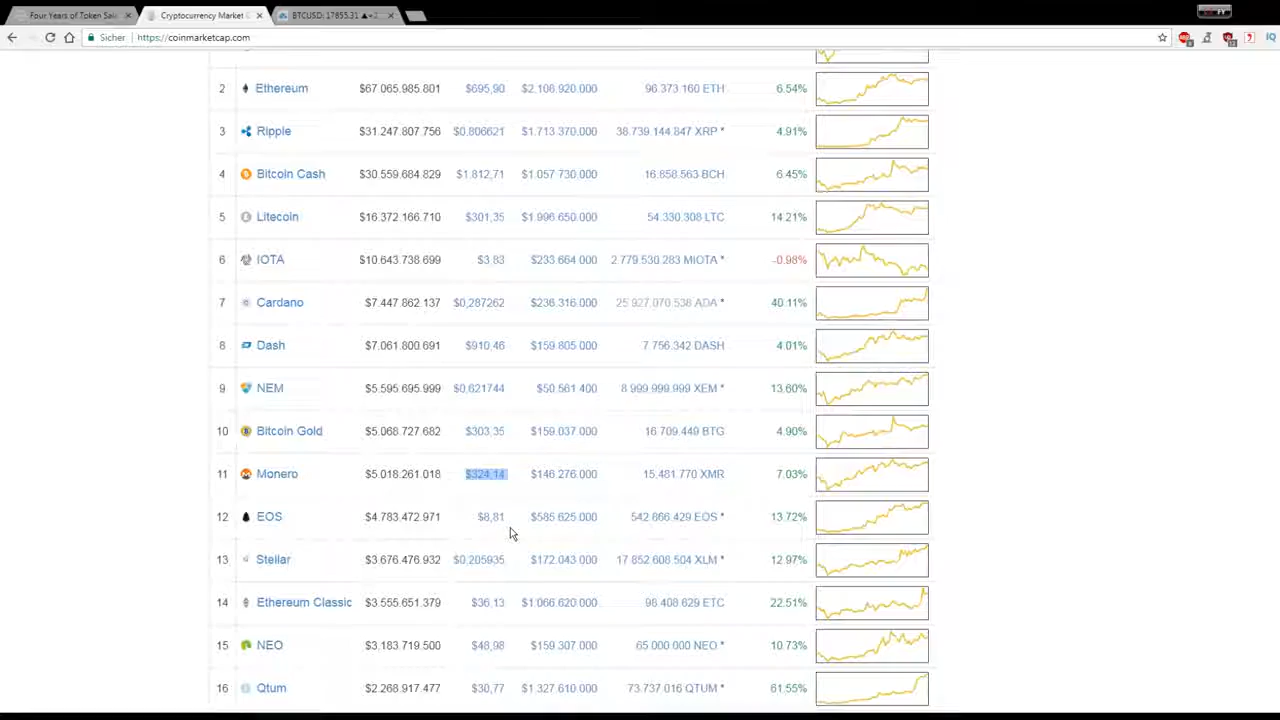 Four Years of Token Sale
Cryptocurrency Market C
BTCUSD: 17855.31 ▲+2.
Sicher
https://coinmarketcap.com
2 Ethereum $67.065.985.801 $695,90 $2.106.920.000 96.373.160 ETH 6.54%
3 Ripple $31.247.807.756 $0,806621 $1.713.370.000 38.739.144.847 XRP * 4.91%
4 Bitcoin Cash $30.559.684.829 $1.057.730.000 16.858.563 BCH 6.45%
5 Litecoin $16.372.166.710 $301,35 $1.996.650.000 54.330.308 LTC 14.21%
6 IOTA $10.643.738.699 $3,83 $233.664.000 2.779.530.283 MIOTA * -0.98%
7 Cardano $7.447.862.137 $0,287262 $238.316.000 25.927.070.538 ADA * 40.11%
8 Dash $7.061.800.691 $910,46 $159.805.000 7.756.342 DASH 4.01%
9 NEM $5.595.695.999 $0,621744 $50.561.400 8.999.999.999 XEM * 13.60%
10 Bitcoin Gold $5.068.727.682 $303,35 $159.037.000 16.709.449 BTG 4.90%
11 Monero $5.018.261.018 $324,14 $146.276.000 15.481.770 XMR 7.03%
12 EOS $4.783.472.971 $8,81 $585.625.000 542.866.429 EOS * 13.72%
13 Stellar $3.676.476.932 $0,205935 $172.043.000 17.852.608.504 XLM * 12.97%
14 Ethereum Classic $3.555.651.379 $36,13 $1.066.620.000 98.408.629 ETC 22.51%
15 NEO $3.183.719.500 $48,98 $159.307.000 65.000.000 NEO * 10.73%
16 Qtum $2.268.917.477 $30,77 $1.327.610.000 73.737.016 QTUM * 61.55%